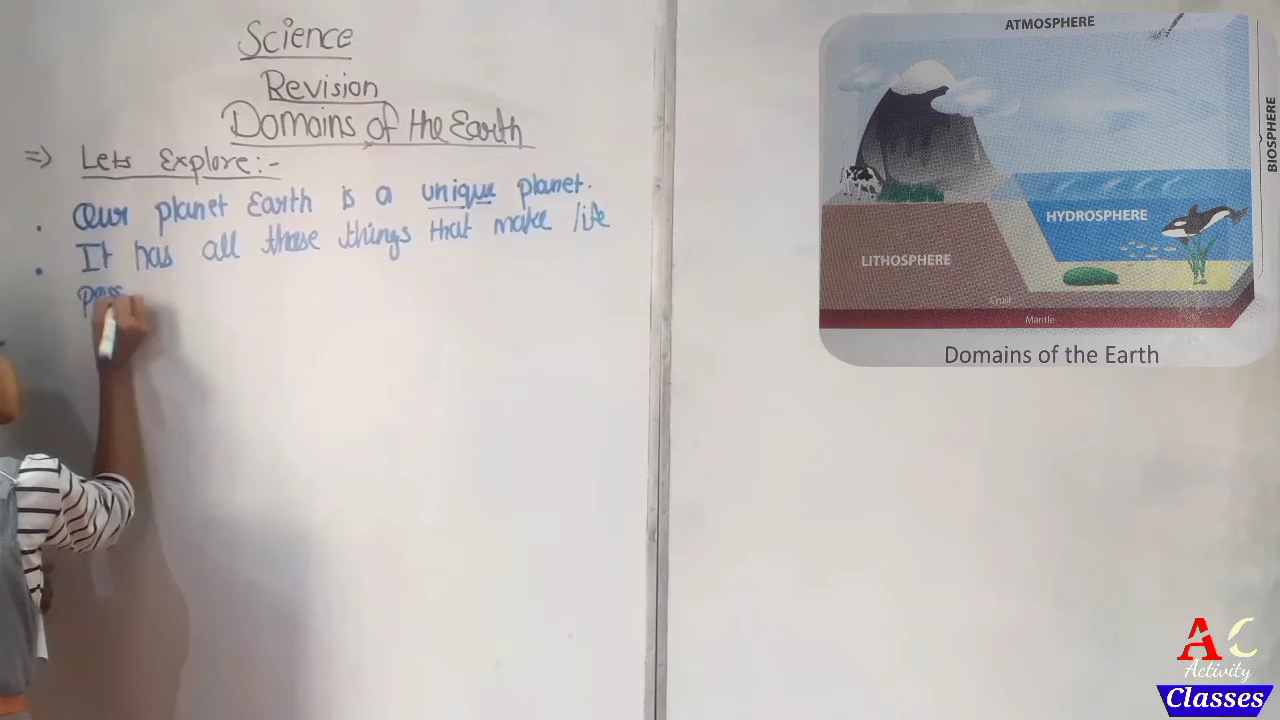 Science
Revision
Domains of the Earth
=> Lets Explore:-
. Our planet Earth is a unique planet.
. It has all those things that make life
ATMOSPHERE
BIOSPHERE
HYDROSPHERE
LITHOSPHERE
Crust
Mantle
Domains of the Earth
AC
Activity
Classes